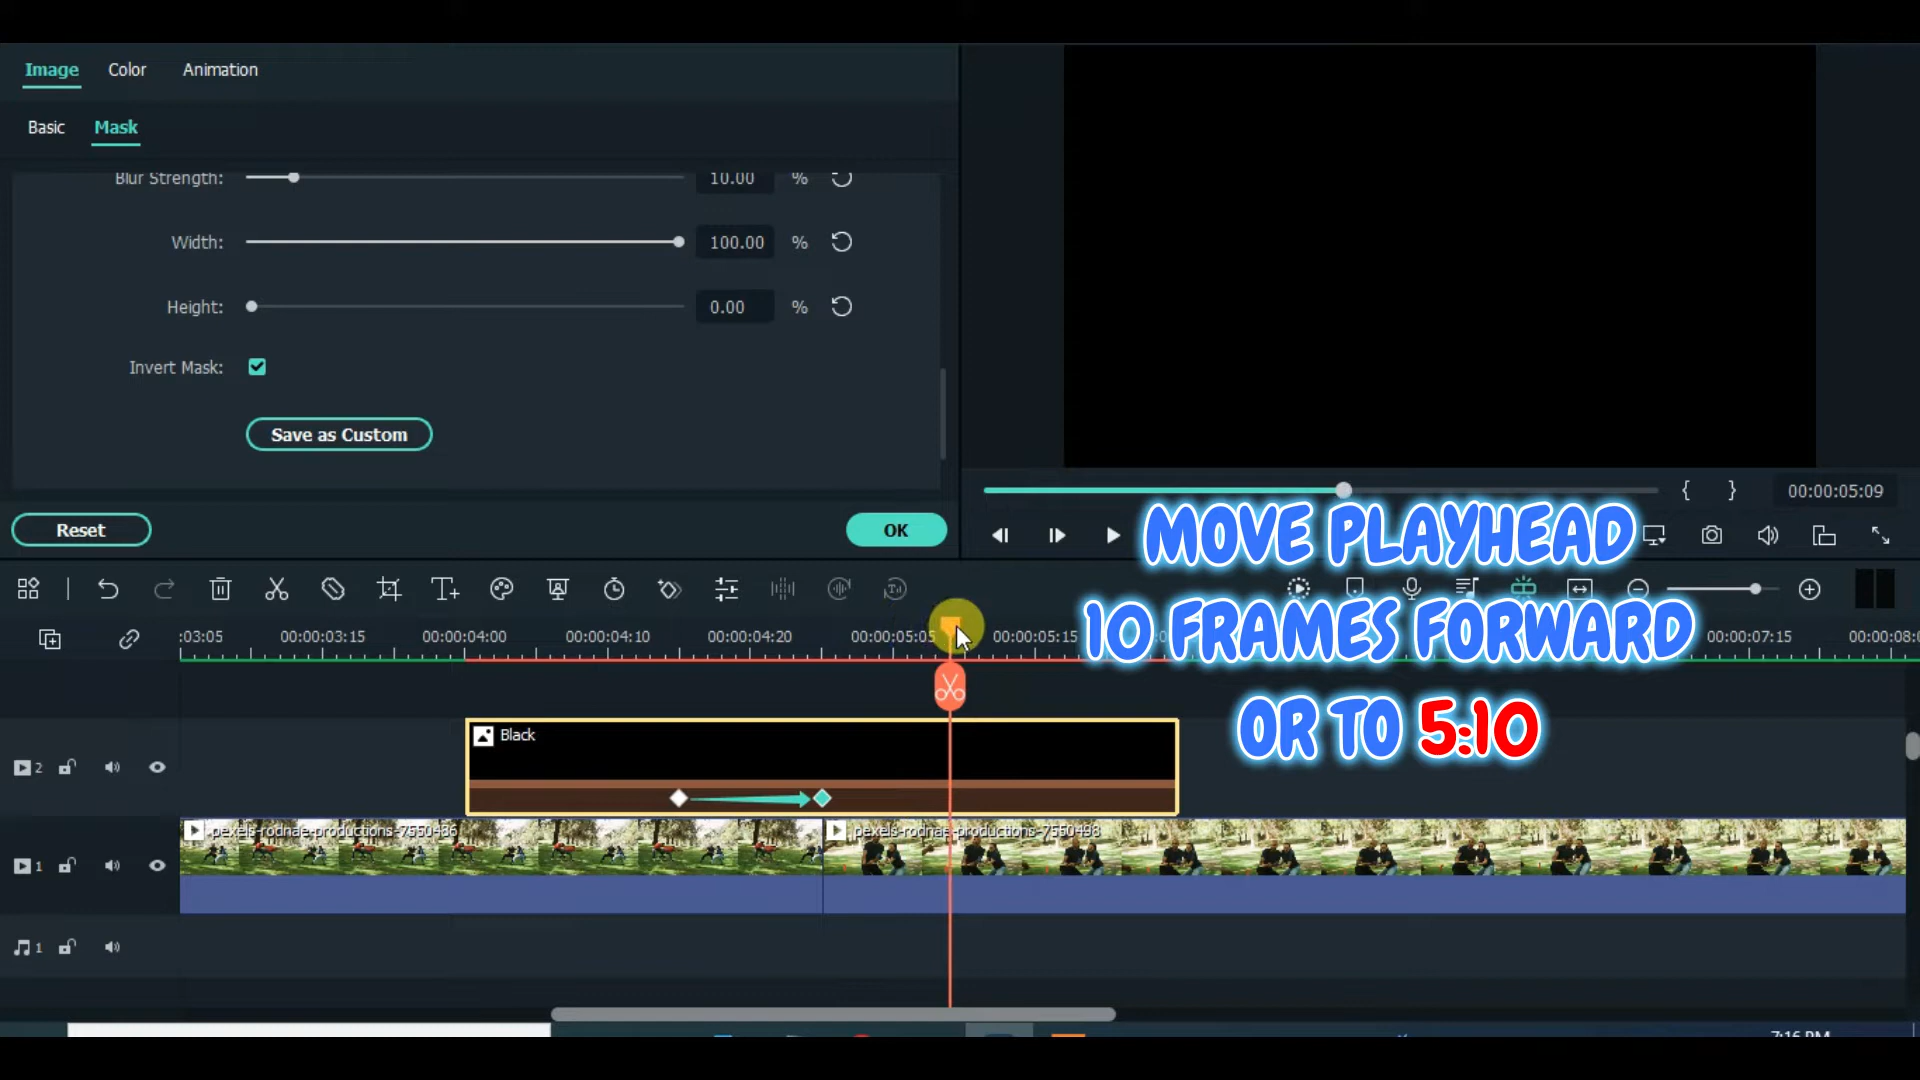 Image Color Animation
Basic Mask
Blur Strength: 10.00 %
Width: 100.00 %
Height: 0.00 %
Invert Mask:
Save as Custom
Reset OK
{ } 00:00:05:09
MOVE PLAYHEAD
10 FRAMES FORWARD
OR TO 5:10
:03:05 00:00:03:15 00:00:04:00 00:00:04:10 00:00:04:20 00:00:05:05 00:00:05:15 00:00:07:15 00:00:08:0
Black
2
pexels-rodnae-productions-7550486 pexels-rodnae-productions-7550498
1
1
7:16 PM